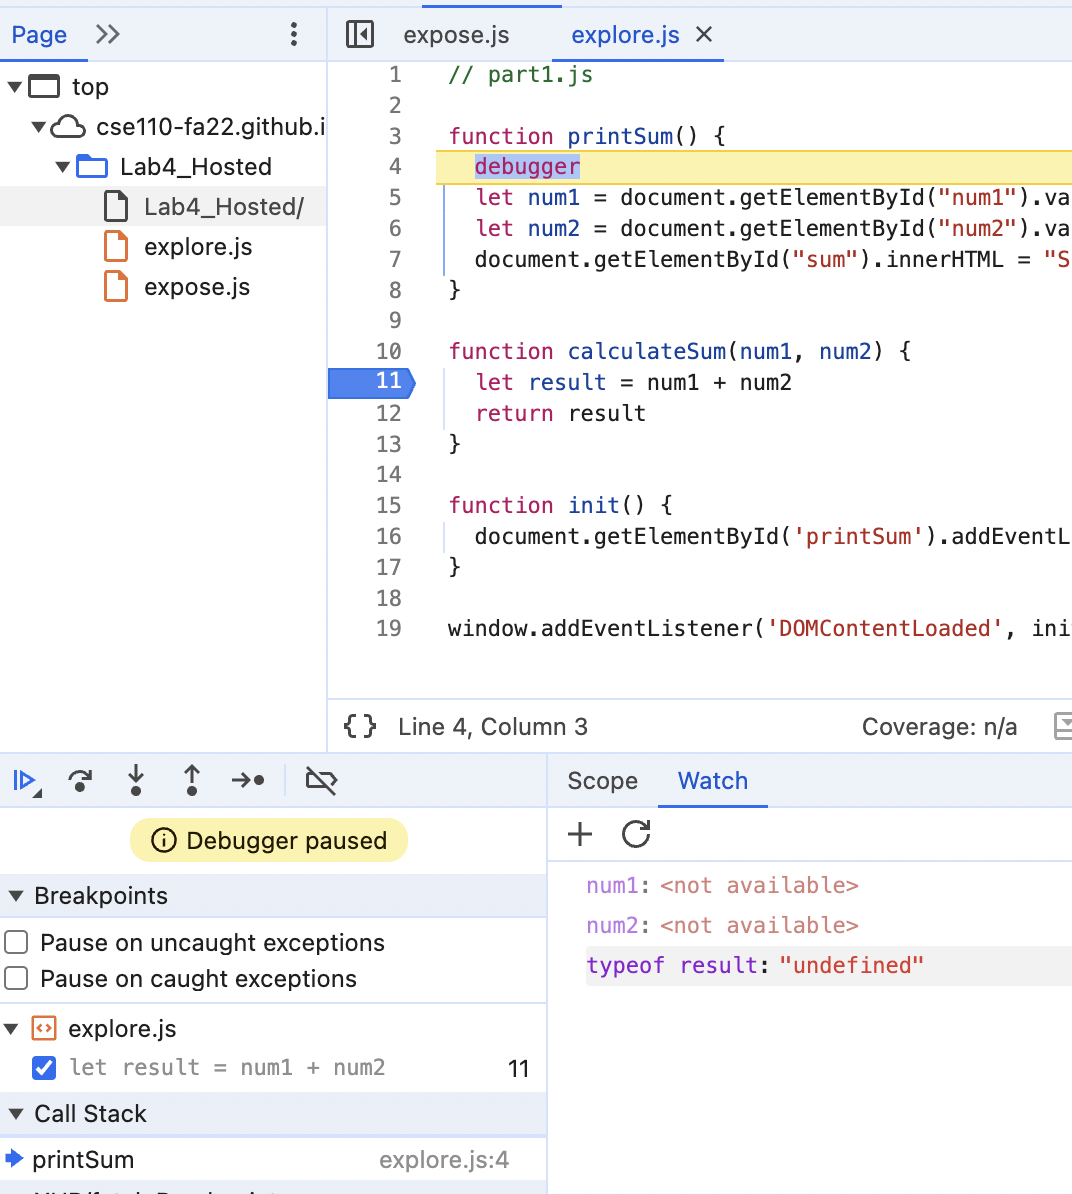 Page
expose.js
explore.js
top
cse110-fa22.github.i
Lab4_Hosted
Lab4_Hosted/
explore.js
expose.js
1 // part1.js
2
3 function printSum() {
4 debugger
5 let num1 = document.getElementById("num1").va
6 let num2 = document.getElementById("num2").va
7 document.getElementById("sum").innerHTML = "S
8 }
9
10 function calculateSum(num1, num2) {
11 let result = num1 + num2
12 return result
13 }
14
15 function init() {
16 document.getElementById('printSum').addEventL
17 }
18
19 window.addEventListener('DOMContentLoaded', ini
{ } Line 4, Column 3
Coverage: n/a
Debugger paused
Breakpoints
Pause on uncaught exceptions
Pause on caught exceptions
explore.js
let result = num1 + num2 11
Call Stack
printSum explore.js:4
Scope Watch
num1: <not available>
num2: <not available>
typeof result: "undefined"